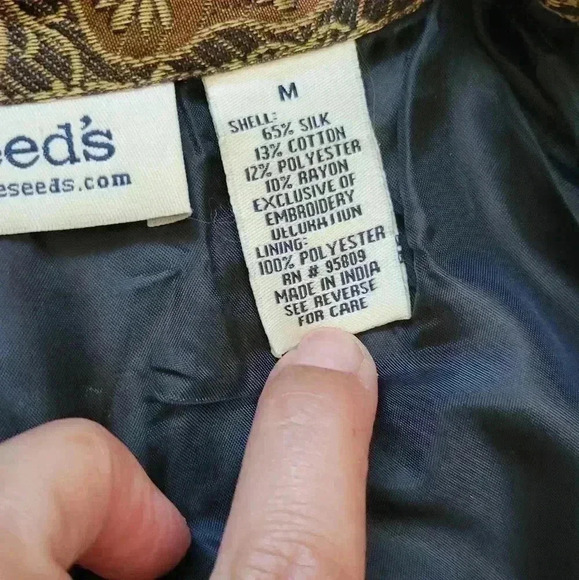 eed's
eseeds.com
M
SHELL:
65% SILK
13% COTTON
12% POLYESTER
10% RAYON
EXCLUSIVE OF
EMBROIDERY
DECORATION
LINING:
100% POLYESTER
RN # 95809
MADE IN INDIA
SEE REVERSE
FOR CARE